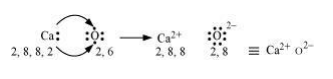 Ca: :O: ⟶ Ca²⁺ :O: ²⁻
2, 8, 8, 2 2, 6 2, 8, 8 2, 8 ≡ Ca²⁺ O²⁻